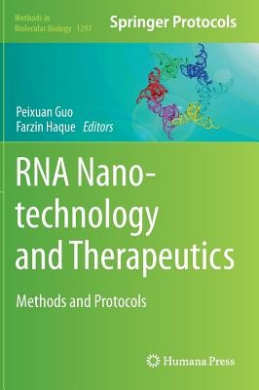 Methods in
Molecular Biology 1297
Springer Protocols
Peixuan Guo
Farzin Haque Editors
RNA Nano-
technology
and Therapeutics
Methods and Protocols
Humana Press